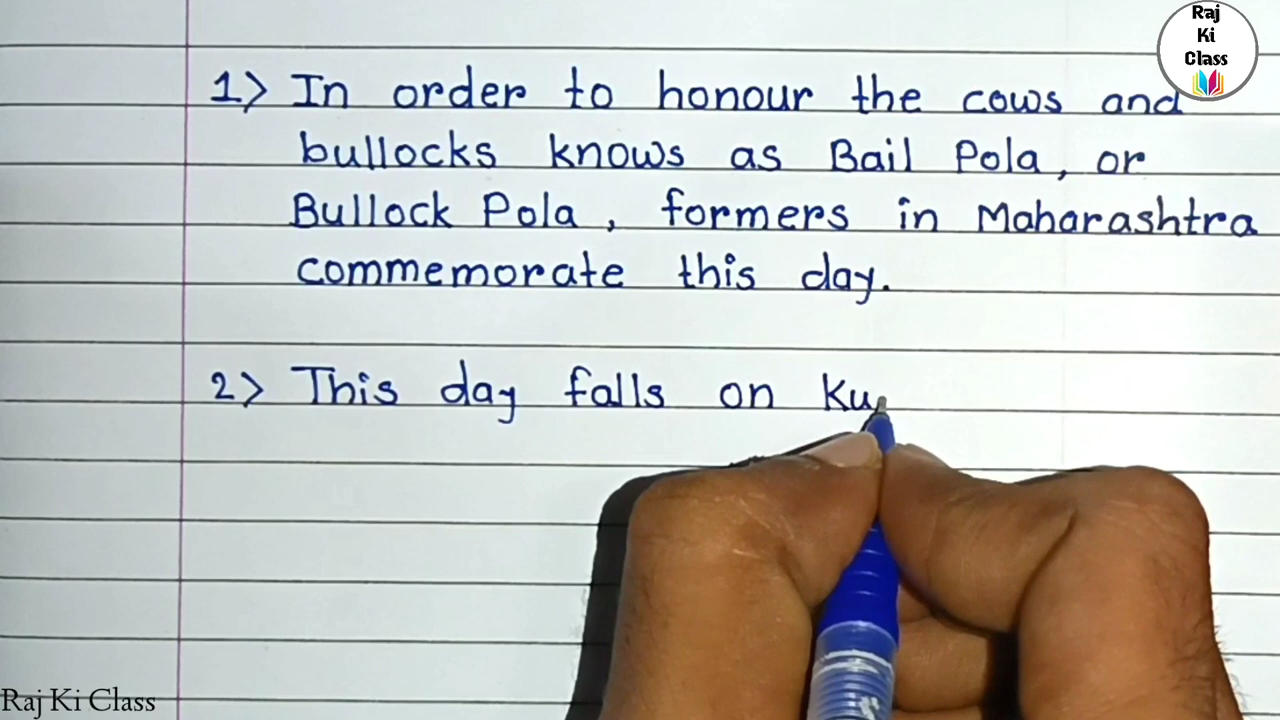 Raj
Ki
Class
1) In order to honour the cows and
bullocks knows as Bail Pola, or
Bullock Pola, formers in Maharashtra
commemorate this day.
2) This day falls on Ku
Raj Ki Class